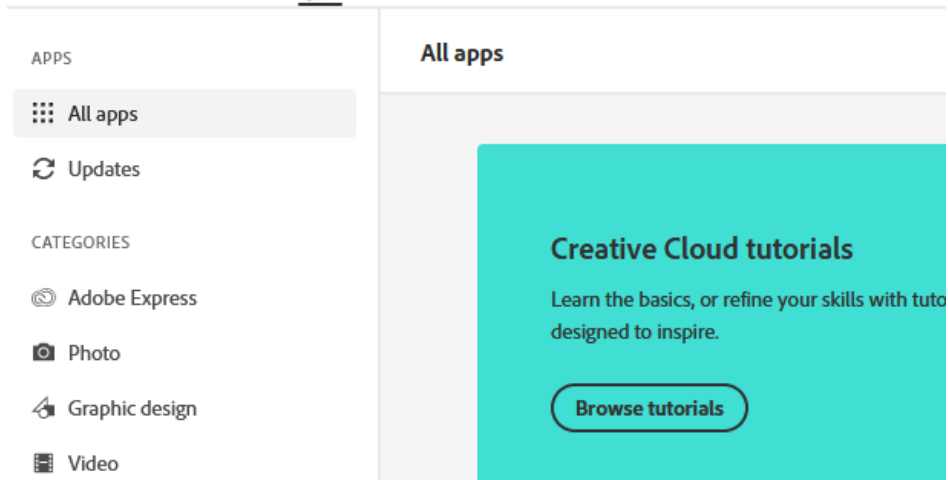 APPS
All apps
Updates
CATEGORIES
Adobe Express
Photo
Graphic design
Video
All apps
Creative Cloud tutorials
Learn the basics, or refine your skills with tuto
designed to inspire.
Browse tutorials